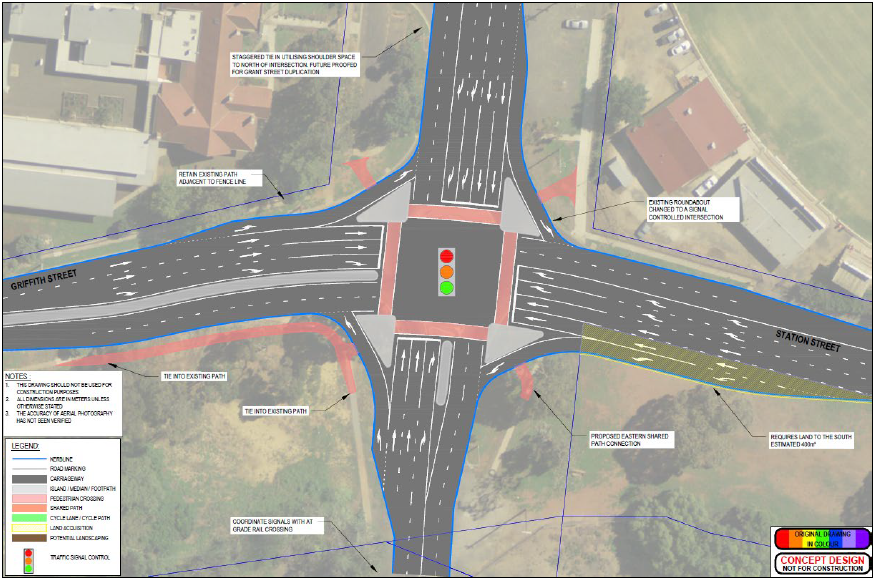 STAGGERED TIE IN UTILISING SHOULDER SPACE
TO NORTH OF INTERSECTION, FUTURE PROOFED
FOR GRANT STREET DUPLICATION
RETAIN EXISTING PATH
ADJACENT TO FENCE LINE
EXISTING ROUNDABOUT
CHANGED TO A SIGNAL
CONTROLLED INTERSECTION
GRIFFITH STREET
STATION STREET
TIE INTO EXISTING PATH
TIE INTO EXISTING PATH
PROPOSED EASTERN SHARED
PATH CONNECTION
REQUIRES LAND TO THE SOUTH
ESTIMATED 400m²
COORDINATE SIGNALS WITH AT
GRADE RAIL CROSSING
NOTES :
1. THIS DRAWING SHOULD NOT BE USED FOR
CONSTRUCTION PURPOSES
2. ALL DIMENSIONS ARE IN METERS UNLESS
OTHERWISE STATED
3. THE ACCURACY OF AERIAL PHOTOGRAPHY
HAS NOT BEEN VERIFIED
LEGEND:
KERBLINE
ROAD MARKING
CARRIAGEWAY
ISLAND / MEDIAN / FOOTPATH
PEDESTRIAN CROSSING
SHARED PATH
CYCLE LANE / CYCLE PATH
LAND ACQUISITION
POTENTIAL LANDSCAPING
TRAFFIC SIGNAL CONTROL
ORIGINAL DRAWING
IN COLOUR
CONCEPT DESIGN
NOT FOR CONSTRUCTION